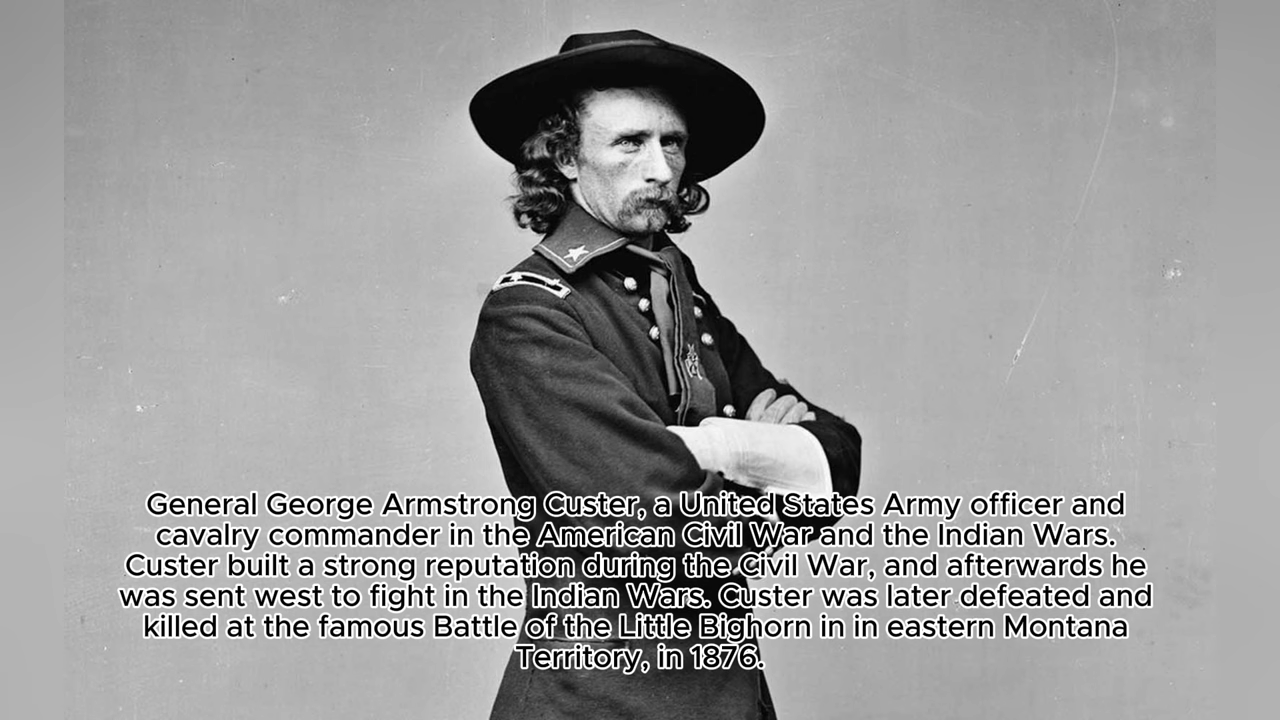 General George Armstrong Custer, a United States Army officer and
cavalry commander in the American Civil War and the Indian Wars.
Custer built a strong reputation during the Civil War, and afterwards he
was sent west to fight in the Indian Wars. Custer was later defeated and
killed at the famous Battle of the Little Bighorn in in eastern Montana
Territory, in 1876.